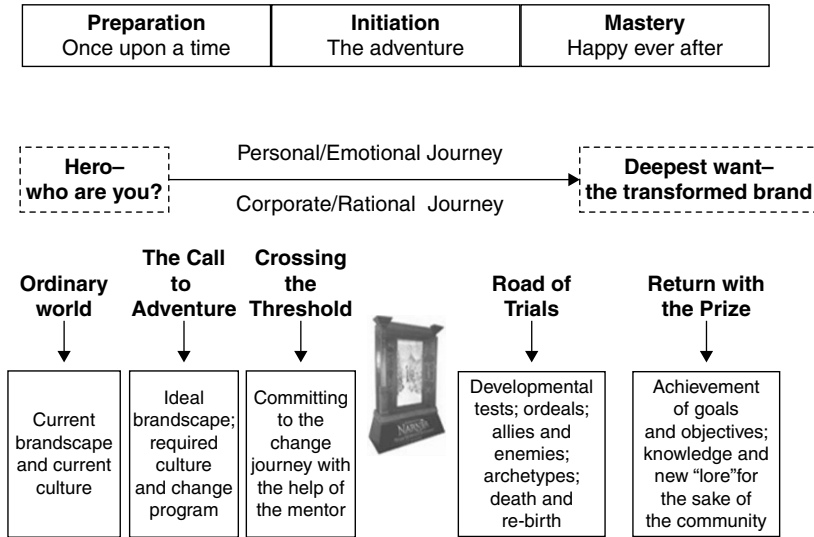 Preparation
Once upon a time
Initiation
The adventure
Mastery
Happy ever after
Hero–
who are you?
Personal/Emotional Journey
Corporate/Rational Journey
Deepest want–
the transformed brand
Ordinary
world
The Call
to
Adventure
Crossing
the
Threshold
Road of
Trials
Return with
the Prize
Current
brandscape
and current
culture
Ideal
brandscape;
required
culture
and change
program
Committing
to the
change
journey with
the help of
the mentor
NARNIA
Developmental
tests; ordeals;
allies and
enemies;
archetypes;
death and
re-birth
Achievement
of goals
and objectives;
knowledge and
new “lore”for
the sake of
the community